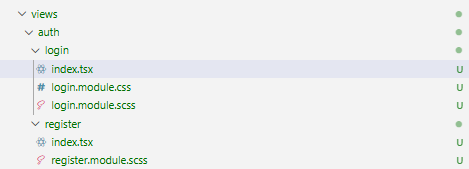 views
auth
login
index.tsx U
# login.module.css U
login.module.scss U
register
index.tsx U
register.module.scss U